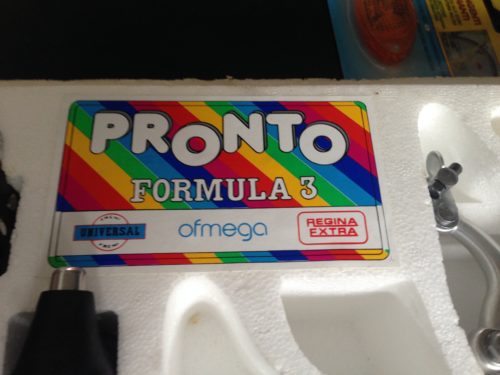 PRONTO
FORMULA 3
UNIVERSAL
ofmega
REGINA
EXTRA